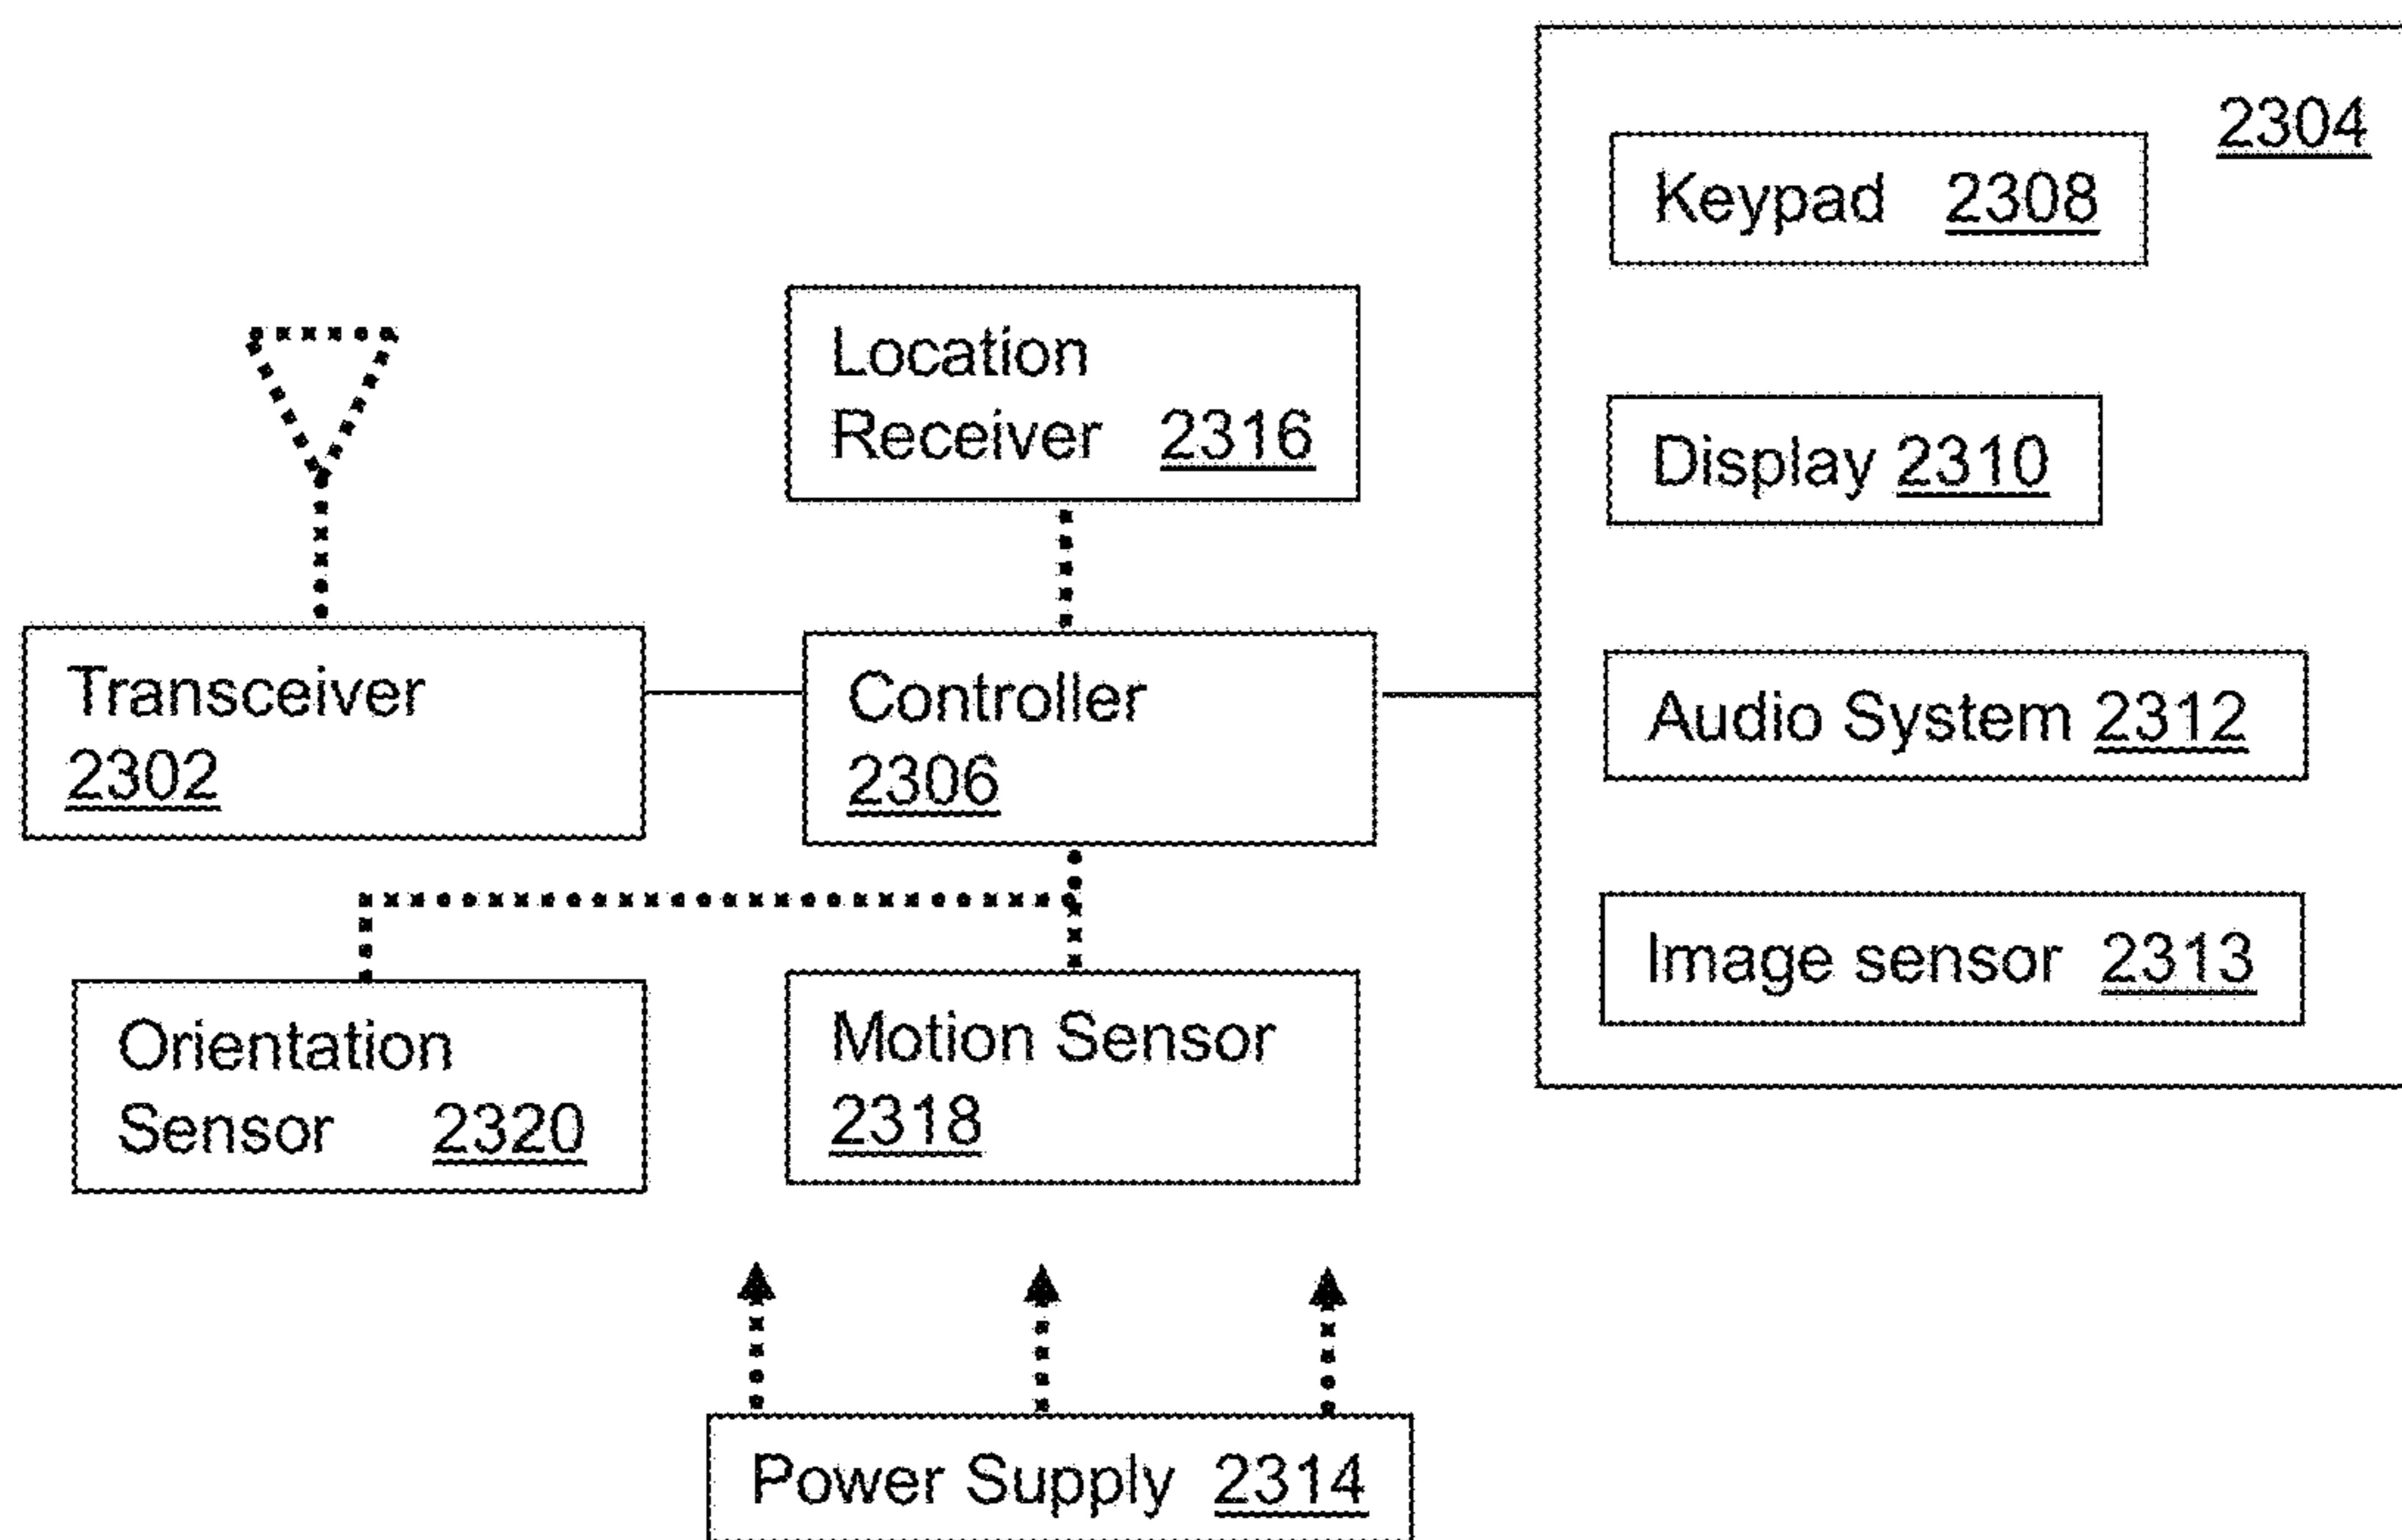 2304
Keypad 2308
Location
Receiver 2316
Display 2310
Transceiver
2302
Controller
2306
Audio System 2312
Image sensor 2313
Orientation
Sensor 2320
Motion Sensor
2318
Power Supply 2314